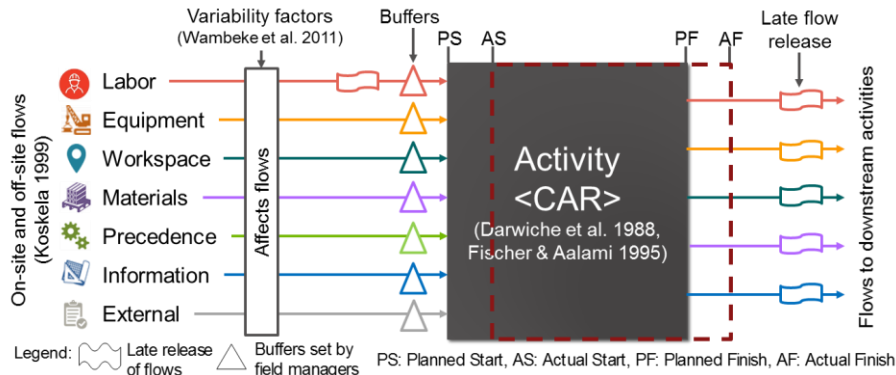 Variability factors
(Wambeke et al. 2011)
Buffers
PS
AS
PF
AF
Late flow
release
On-site and off-site flows
(Koskela 1999)
Labor
Equipment
Workspace
Materials
Precedence
Information
External
Affects flows
Activity
<CAR>
(Darwiche et al. 1988,
Fischer & Aalami 1995)
Flows to downstream activities
Legend:
Late release
of flows
Buffers set by
field managers
PS: Planned Start, AS: Actual Start, PF: Planned Finish, AF: Actual Finish